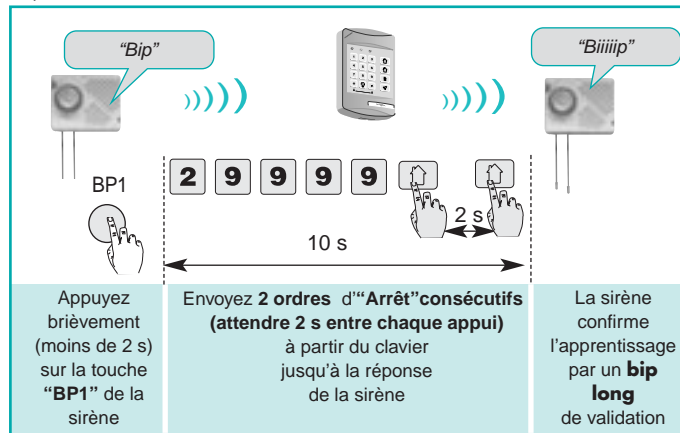 “Bip”
“Biiiiip”
BP1
2 9 9 9 9
2 s
10 s
Appuyez
brièvement
(moins de 2 s)
sur la touche
“BP1” de la
sirène
Envoyez 2 ordres d’“Arrêt”consécutifs
(attendre 2 s entre chaque appui)
à partir du clavier
jusqu’à la réponse
de la sirène
La sirène
confirme
l’apprentissage
par un bip
long
de validation